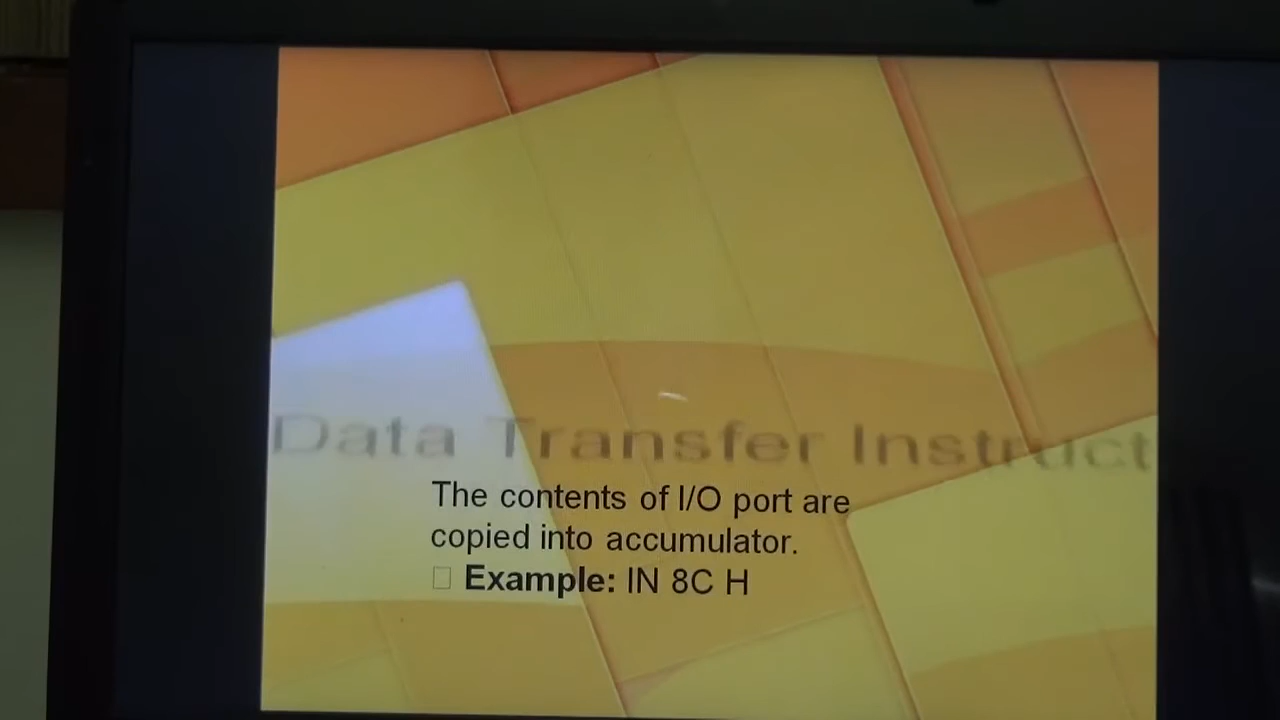 Data Transfer Instruct
The contents of I/O port are
copied into accumulator.
Example: IN 8C H